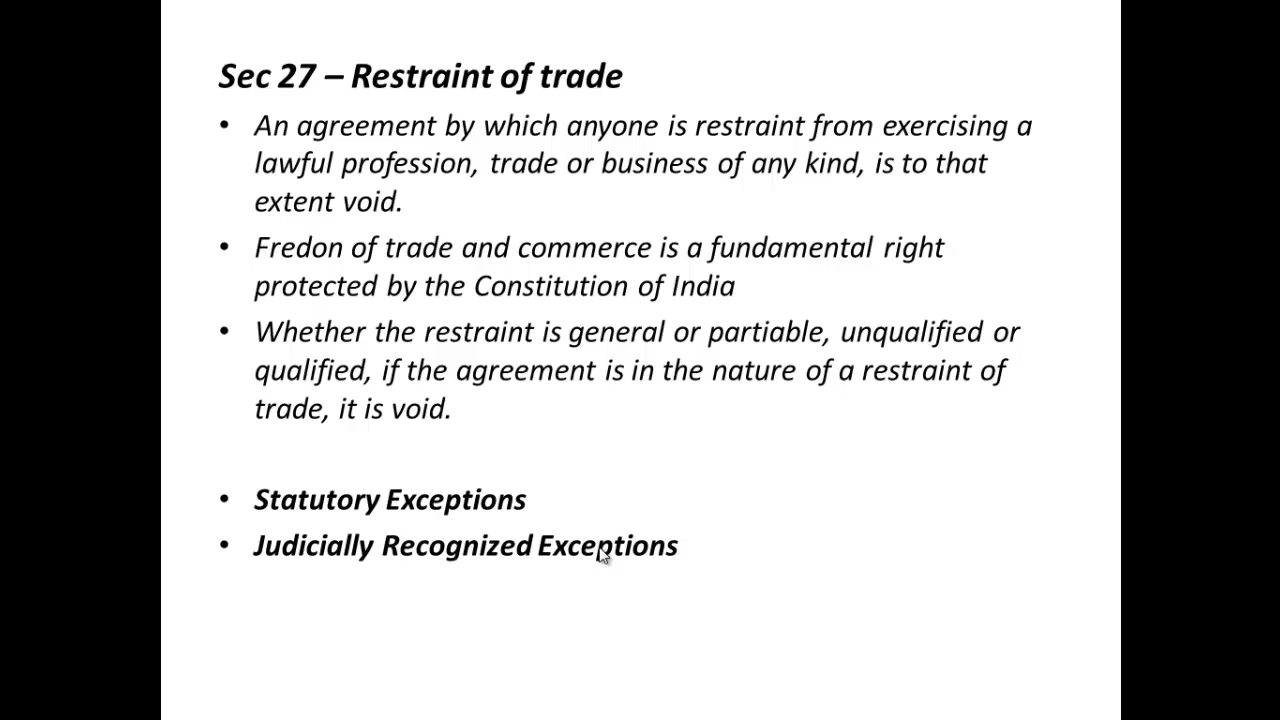 Sec 27 – Restraint of trade
• An agreement by which anyone is restraint from exercising a
lawful profession, trade or business of any kind, is to that
extent void.
• Fredon of trade and commerce is a fundamental right
protected by the Constitution of India
• Whether the restraint is general or partiable, unqualified or
qualified, if the agreement is in the nature of a restraint of
trade, it is void.
• Statutory Exceptions
• Judicially Recognized Exceptions